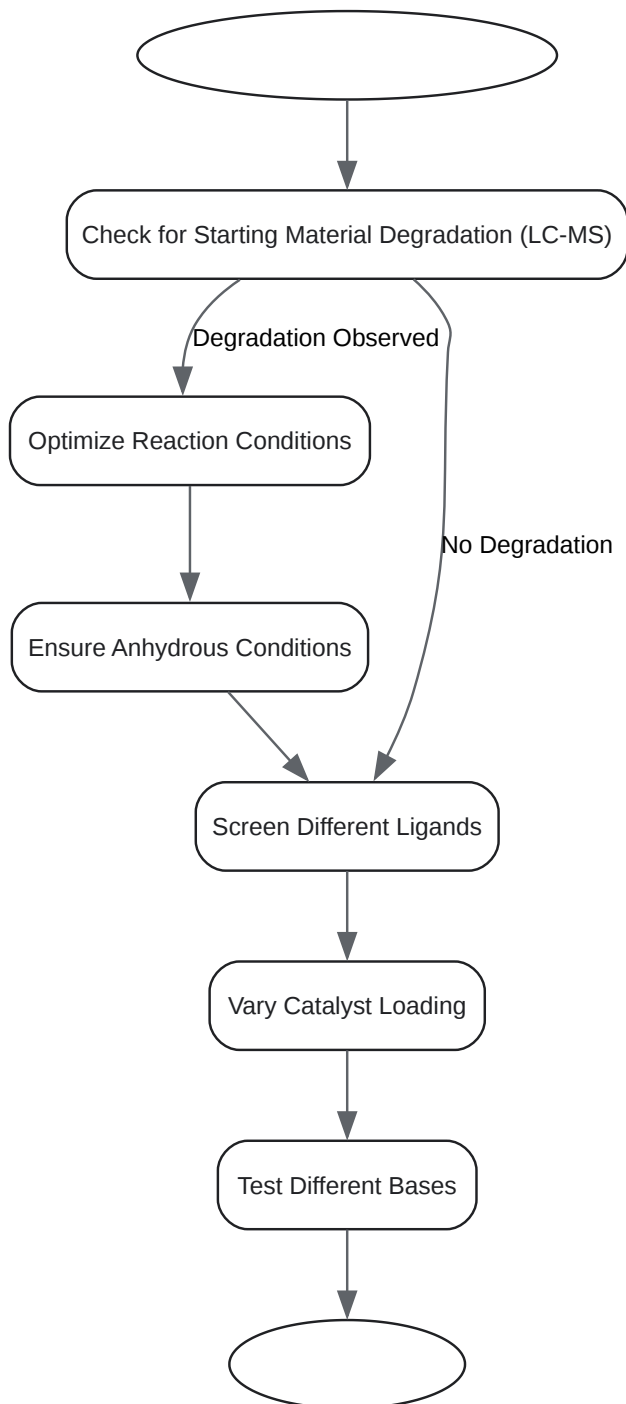 Check for Starting Material Degradation (LC-MS)
Degradation Observed
Optimize Reaction Conditions
No Degradation
Ensure Anhydrous Conditions
Screen Different Ligands
Vary Catalyst Loading
Test Different Bases